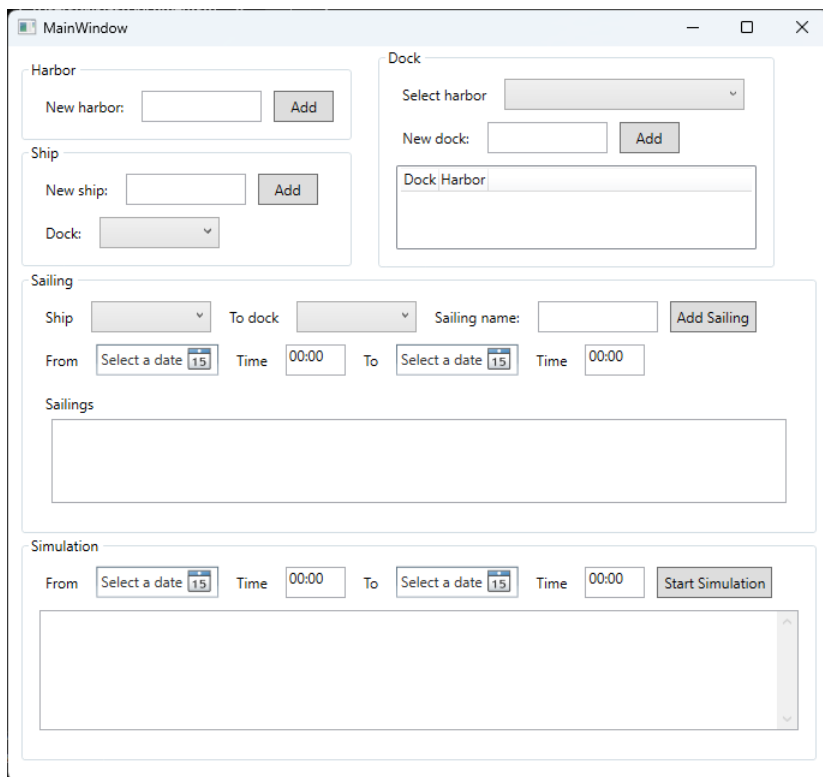 MainWindow
Harbor
New harbor: Add
Dock
Select harbor
New dock: Add
Dock Harbor
Ship
New ship: Add
Dock:
Sailing
Ship To dock Sailing name: Add Sailing
From Select a date 15 Time 00:00 To Select a date 15 Time 00:00
Sailings
Simulation
From Select a date 15 Time 00:00 To Select a date 15 Time 00:00 Start Simulation